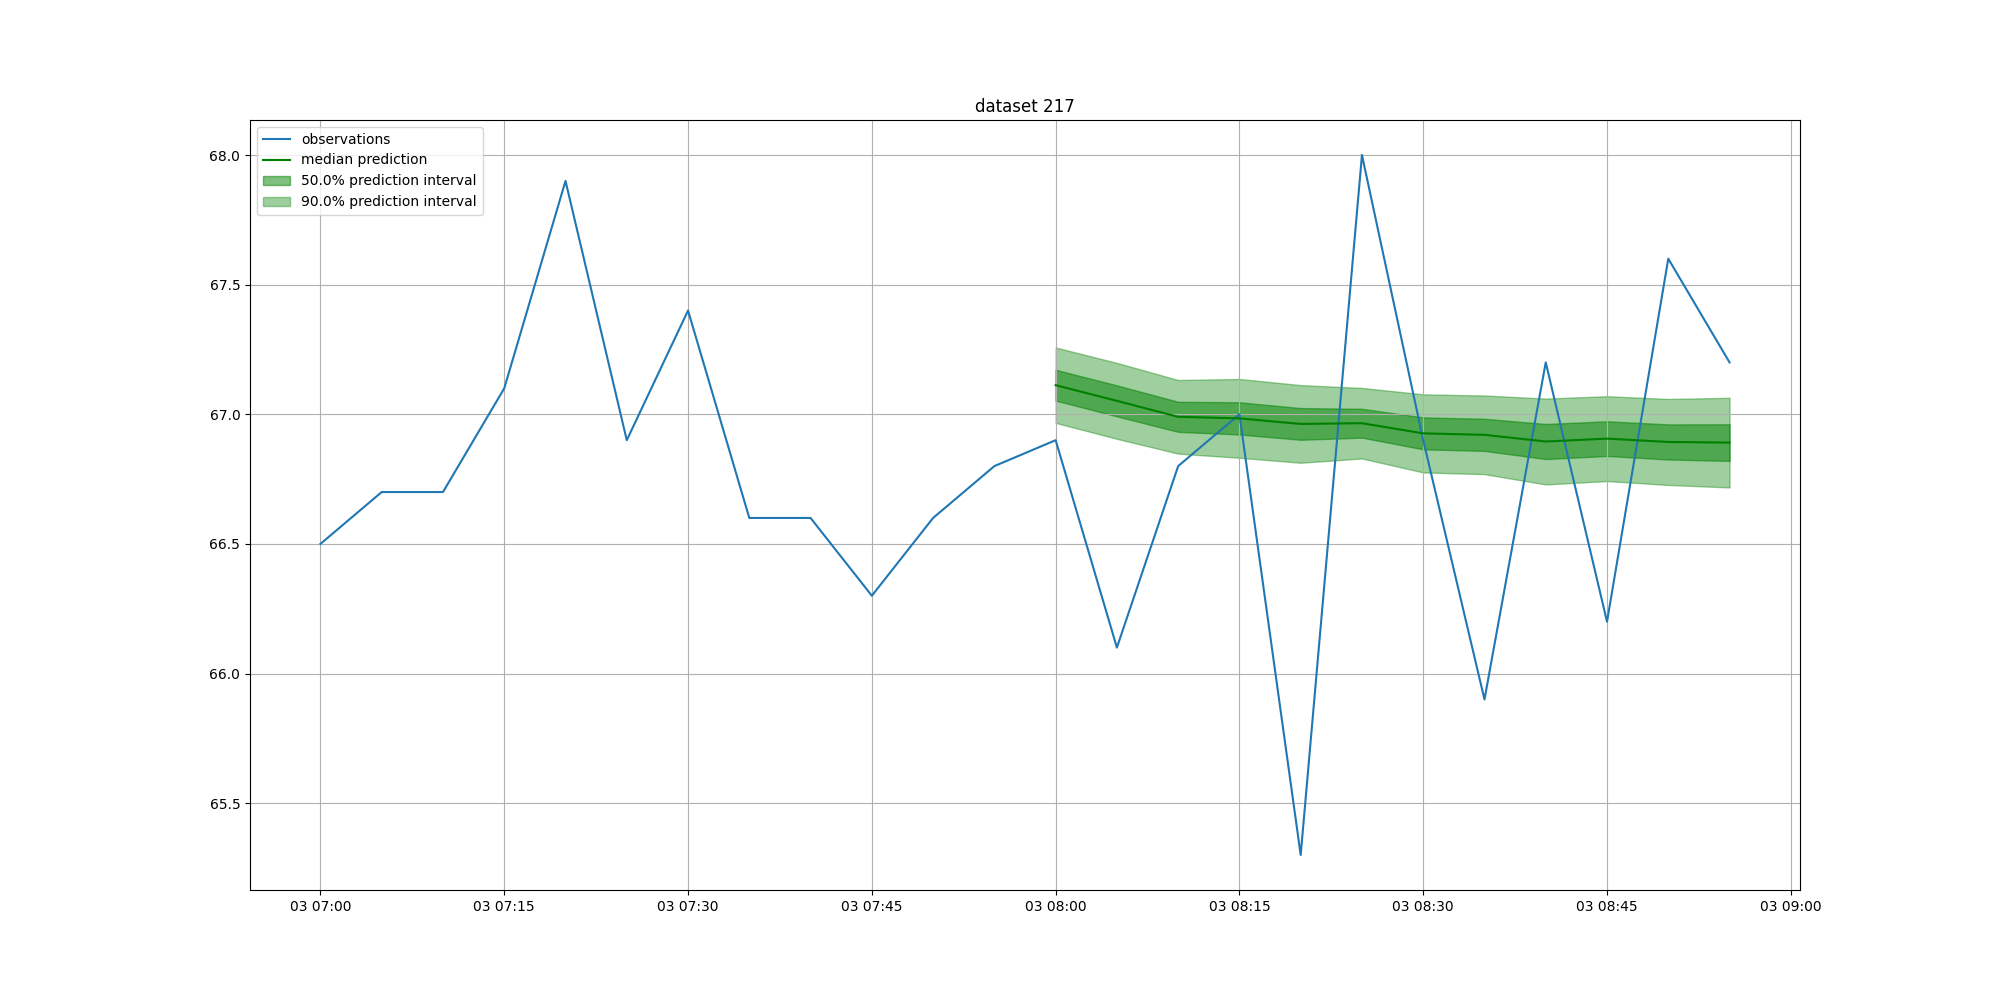 dataset 217
observations
median prediction
50.0% prediction interval
90.0% prediction interval
68.0
67.5
67.0
66.5
66.0
65.5
03 07:00 03 07:15 03 07:30 03 07:45 03 08:00 03 08:15 03 08:30 03 08:45 03 09:00